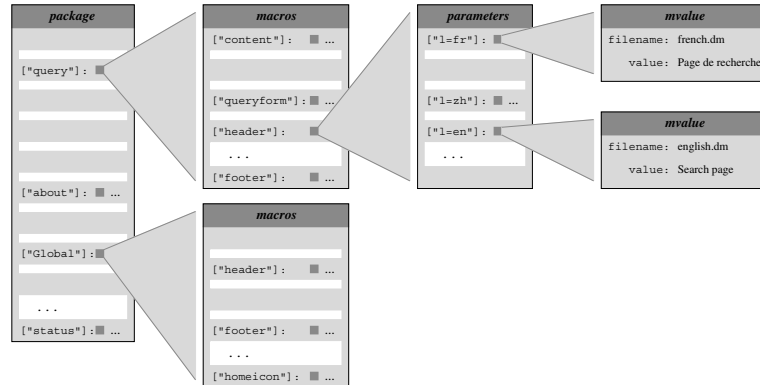 package
["query"]:
["about"]: ...
["Global"]:
...
["status"]: ...
macros
["content"]: ...
["queryform"]: ...
["header"]:
...
["footer"]: ...
macros
["header"]: ...
["footer"]: ...
...
["homeicon"]: ...
parameters
["l=fr"]:
["l=zh"]: ...
["l=en"]:
...
mvalue
filename: french.dm
value: Page de recherche
mvalue
filename: english.dm
value: Search page